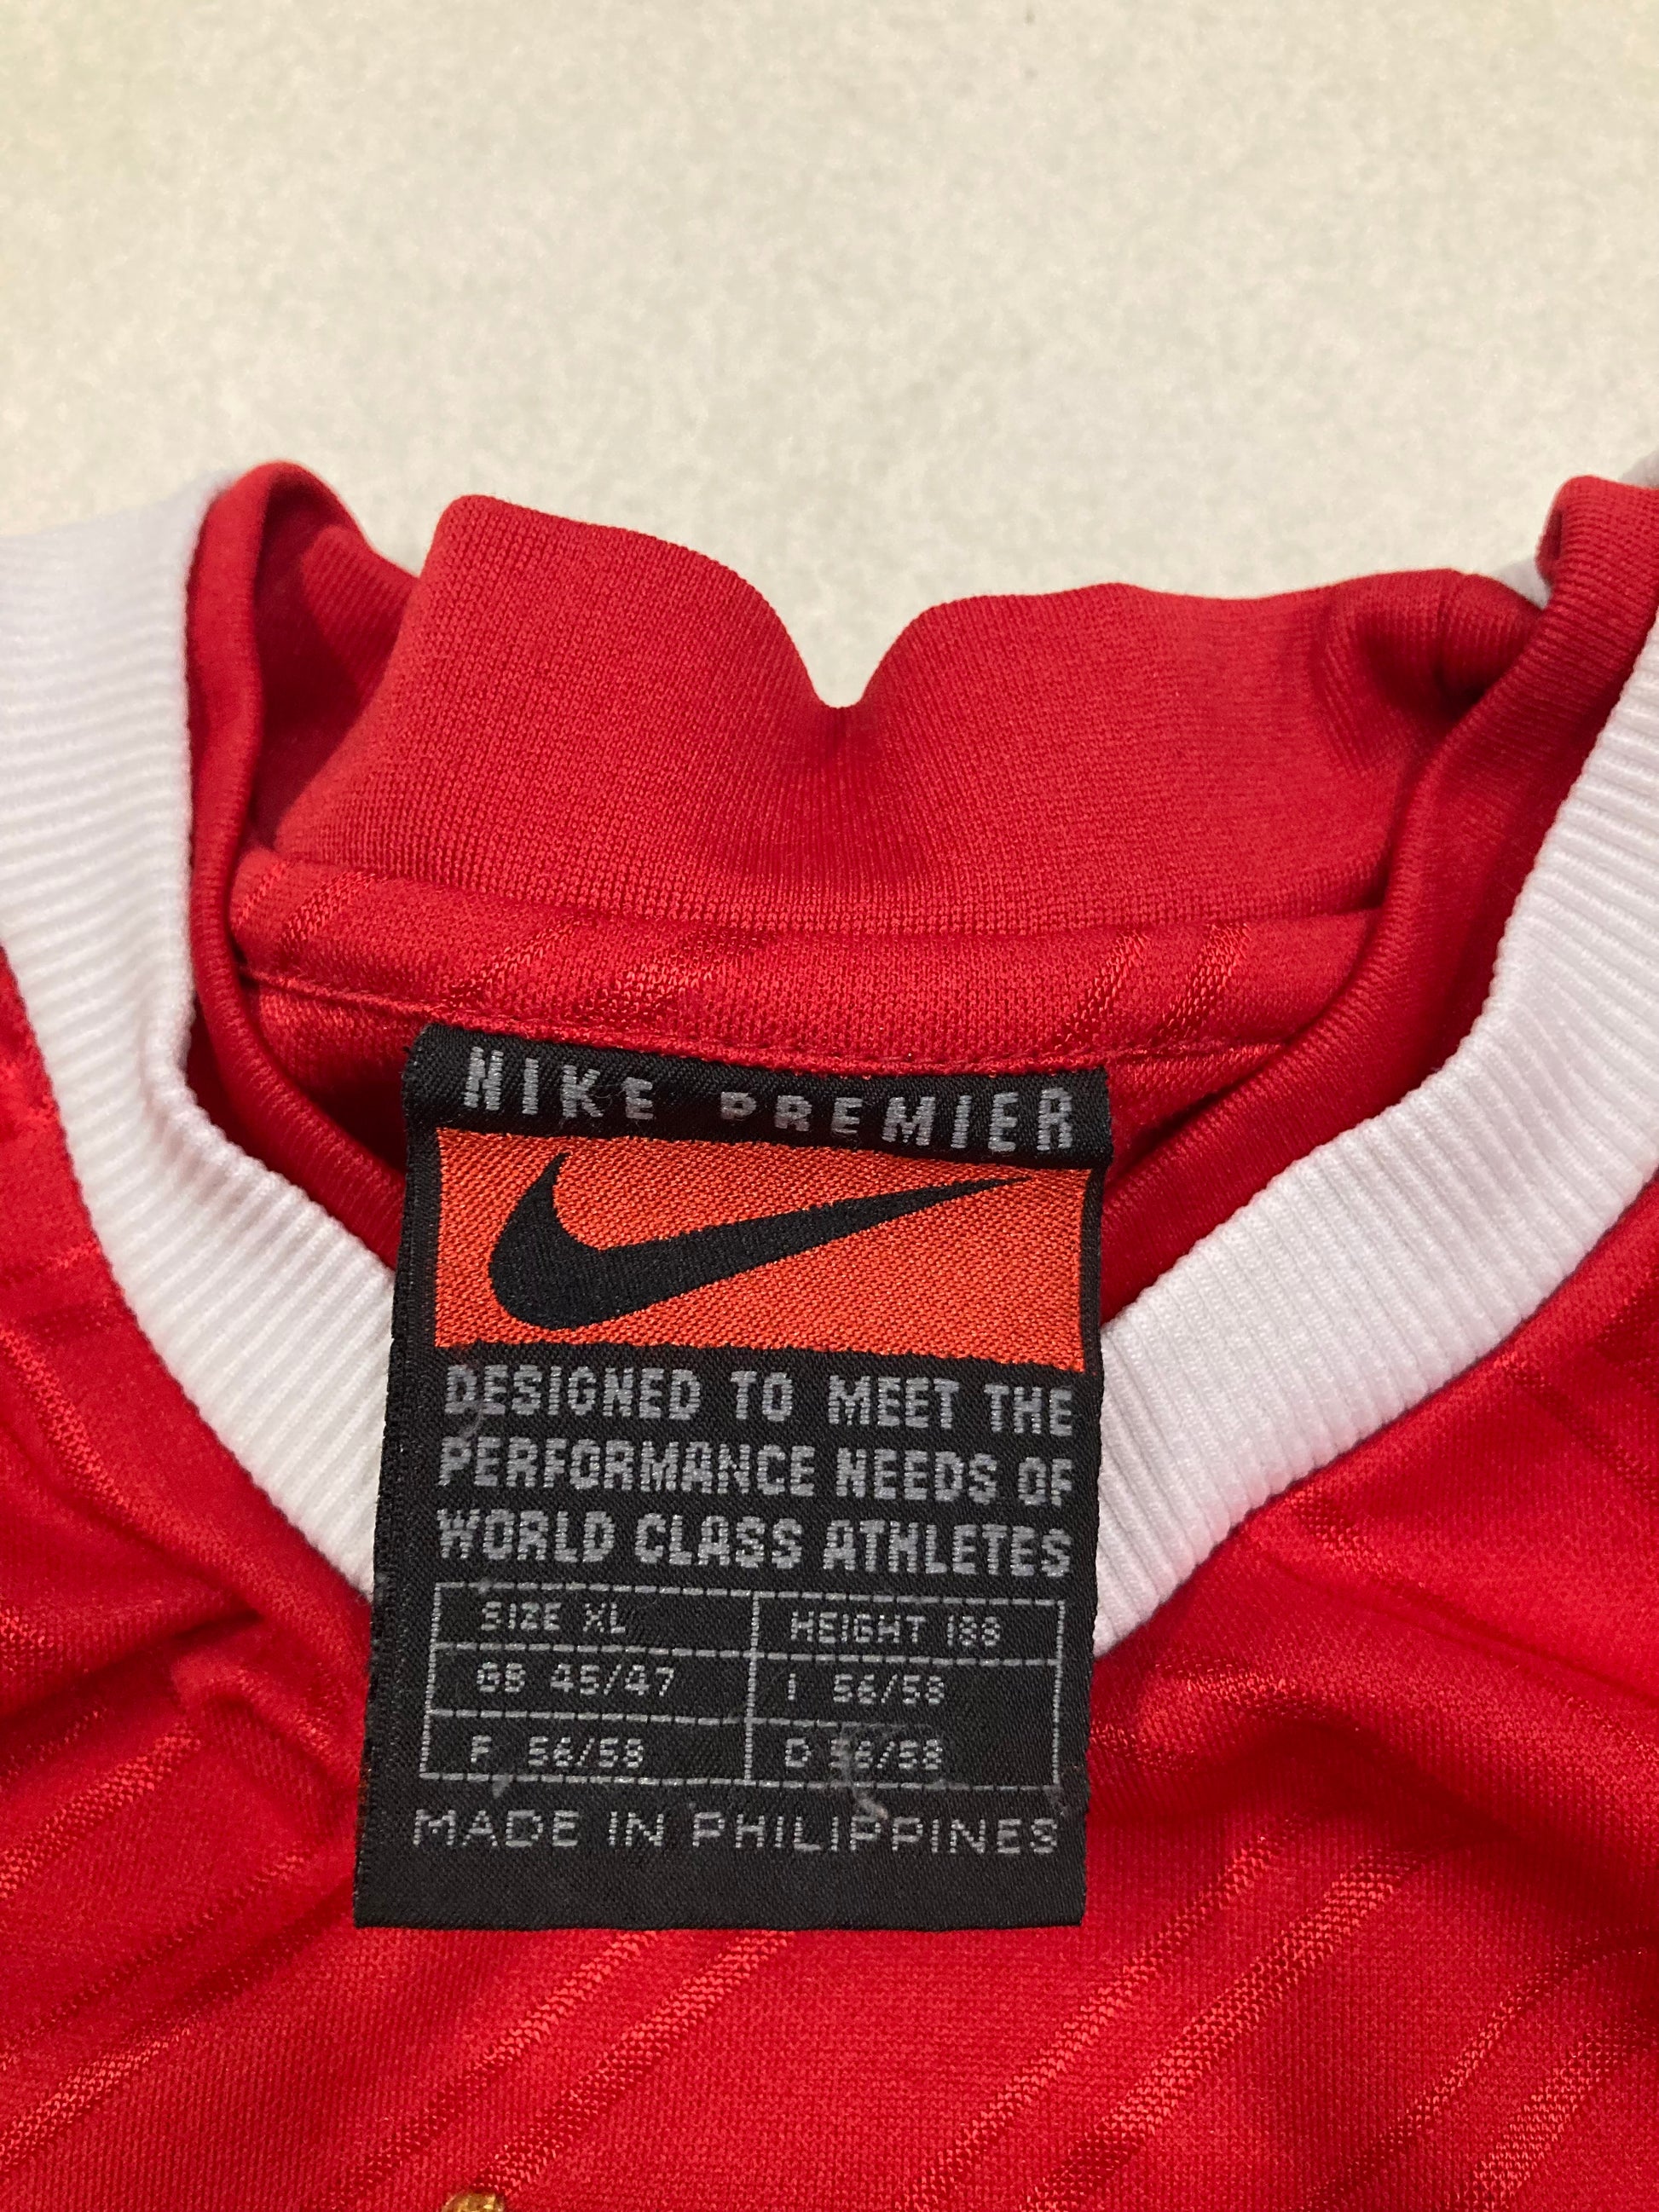 NIKE PREMIER
DESIGNED TO MEET THE
PERFORMANCE NEEDS OF
WORLD CLASS ATHLETES
SIZE XL HEIGHT 188
GB 45/47 I 56/58
F 56/58 D 56/58
MADE IN PHILIPPINES